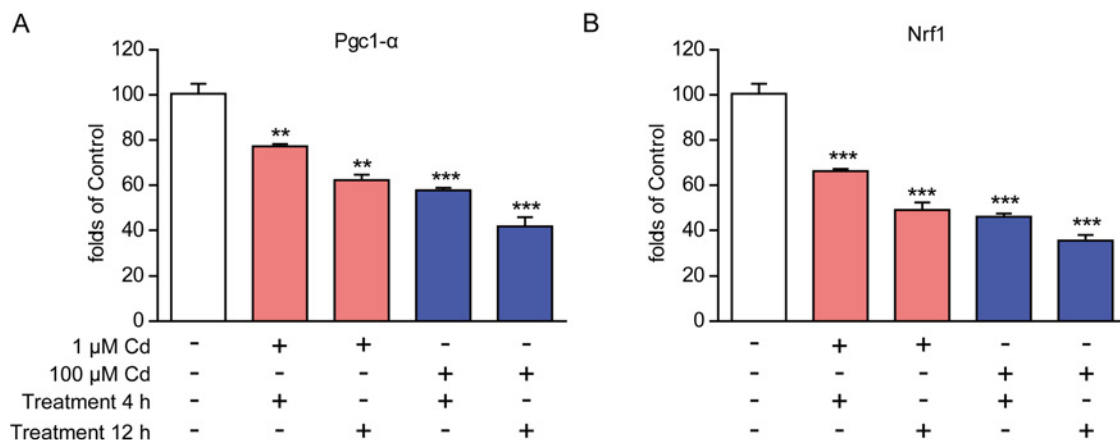 A
Pgc1-α
folds of Control
120
100
80
60
40
20
0
**
**
***
***
1 µM Cd - + + - -
100 µM Cd - - - + +
Treatment 4 h - + - + -
Treatment 12 h - - + - +
B
Nrf1
folds of Control
120
100
80
60
40
20
0
***
***
***
***
- + + - -
- - - + +
- + - + -
- - + - +